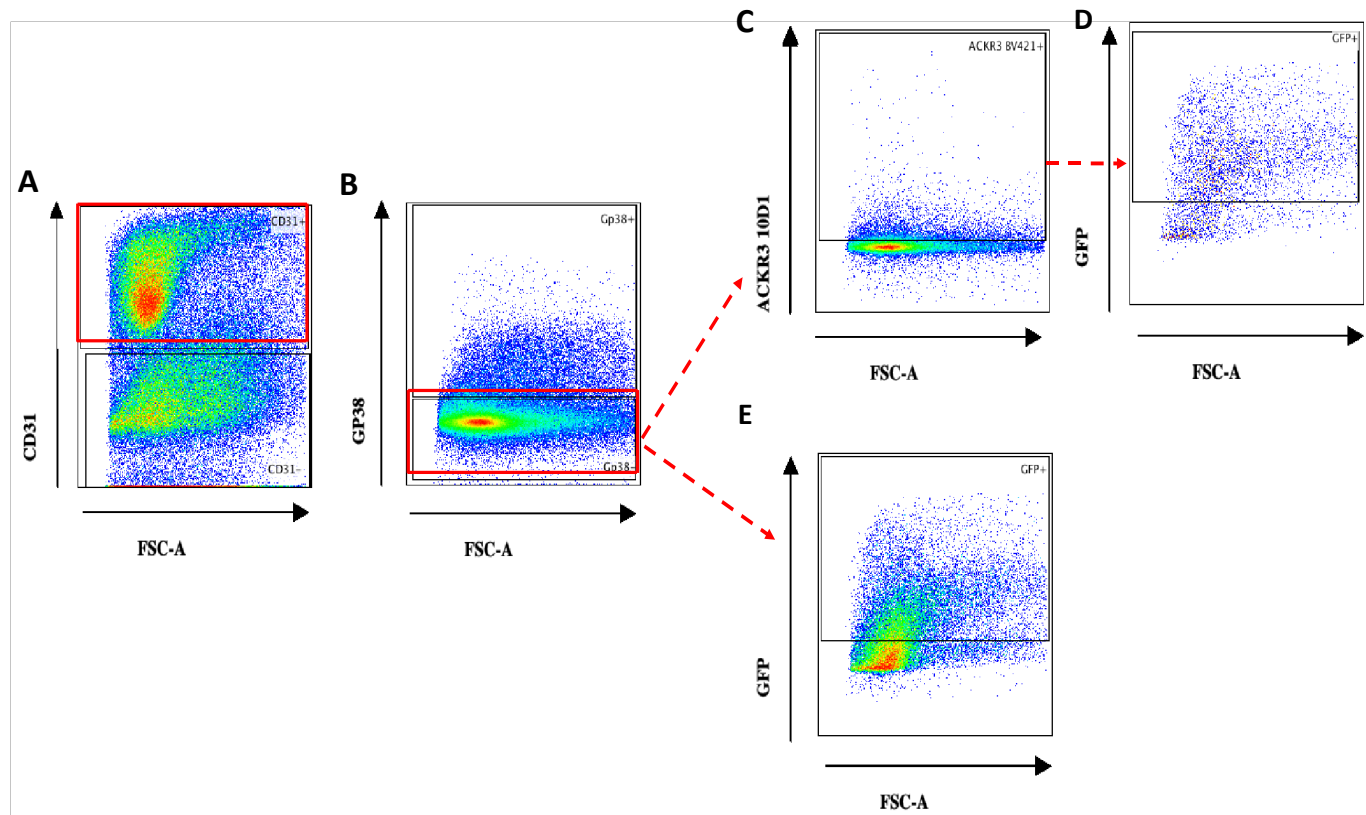 A
CD31+
CD31-
CD31
FSC-A
B
Gp38+
Gp38-
GP38
FSC-A
C
ACKR3 BV421+
ACKR3 10D1
FSC-A
D
GFP+
GFP
FSC-A
E
GFP+
GFP
FSC-A